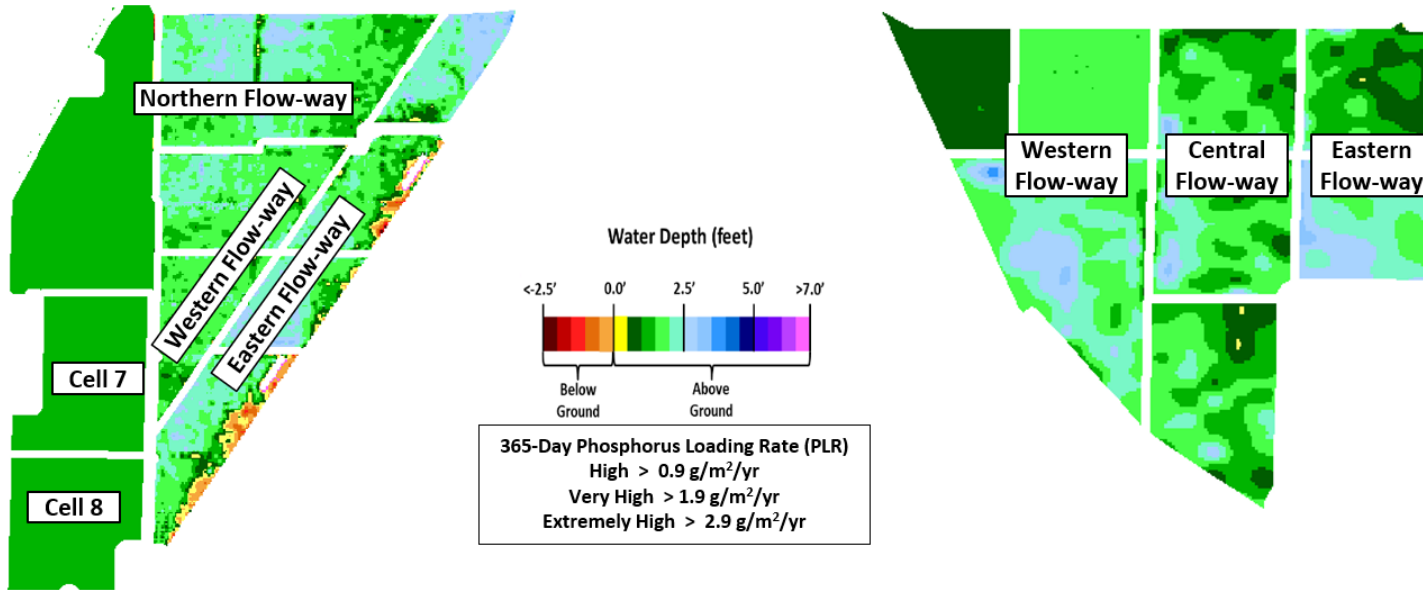 Northern Flow-way
Western Flow-way
Eastern Flow-way
Cell 7
Cell 8
Water Depth (feet)
<-2.5' 0.0' 2.5' 5.0' >7.0'
Below
Ground
Above
Ground
365-Day Phosphorus Loading Rate (PLR)
High > 0.9 g/m²/yr
Very High > 1.9 g/m²/yr
Extremely High > 2.9 g/m²/yr
Western
Flow-way
Central
Flow-way
Eastern
Flow-way